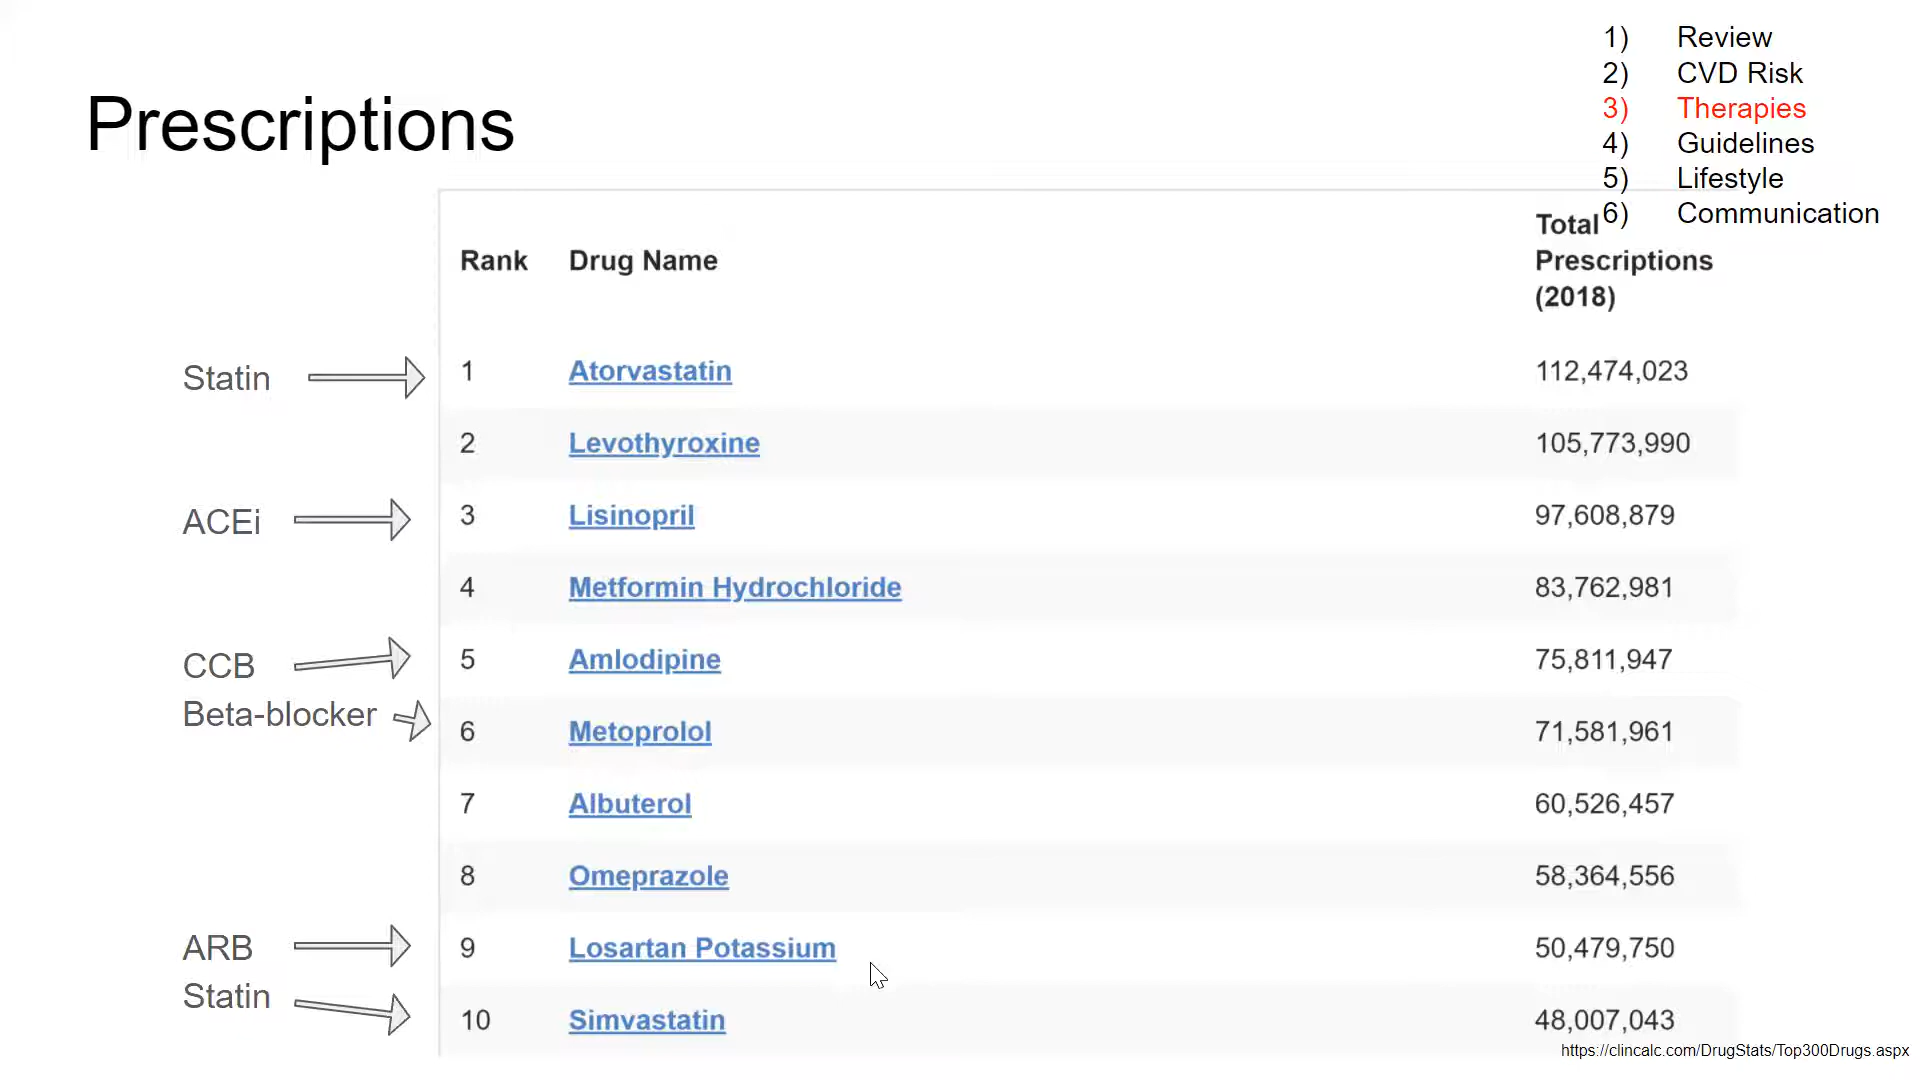 1) Review
2) CVD Risk
3) Therapies
4) Guidelines
5) Lifestyle
6) Communication
Prescriptions
Rank Drug Name Total
Prescriptions
(2018)
Statin 1 Atorvastatin 112,474,023
2 Levothyroxine 105,773,990
ACEi 3 Lisinopril 97,608,879
4 Metformin Hydrochloride 83,762,981
CCB 5 Amlodipine 75,811,947
Beta-blocker 6 Metoprolol 71,581,961
7 Albuterol 60,526,457
8 Omeprazole 58,364,556
ARB 9 Losartan Potassium 50,479,750
Statin 10 Simvastatin 48,007,043
https://clincalc.com/DrugStats/Top300Drugs.aspx